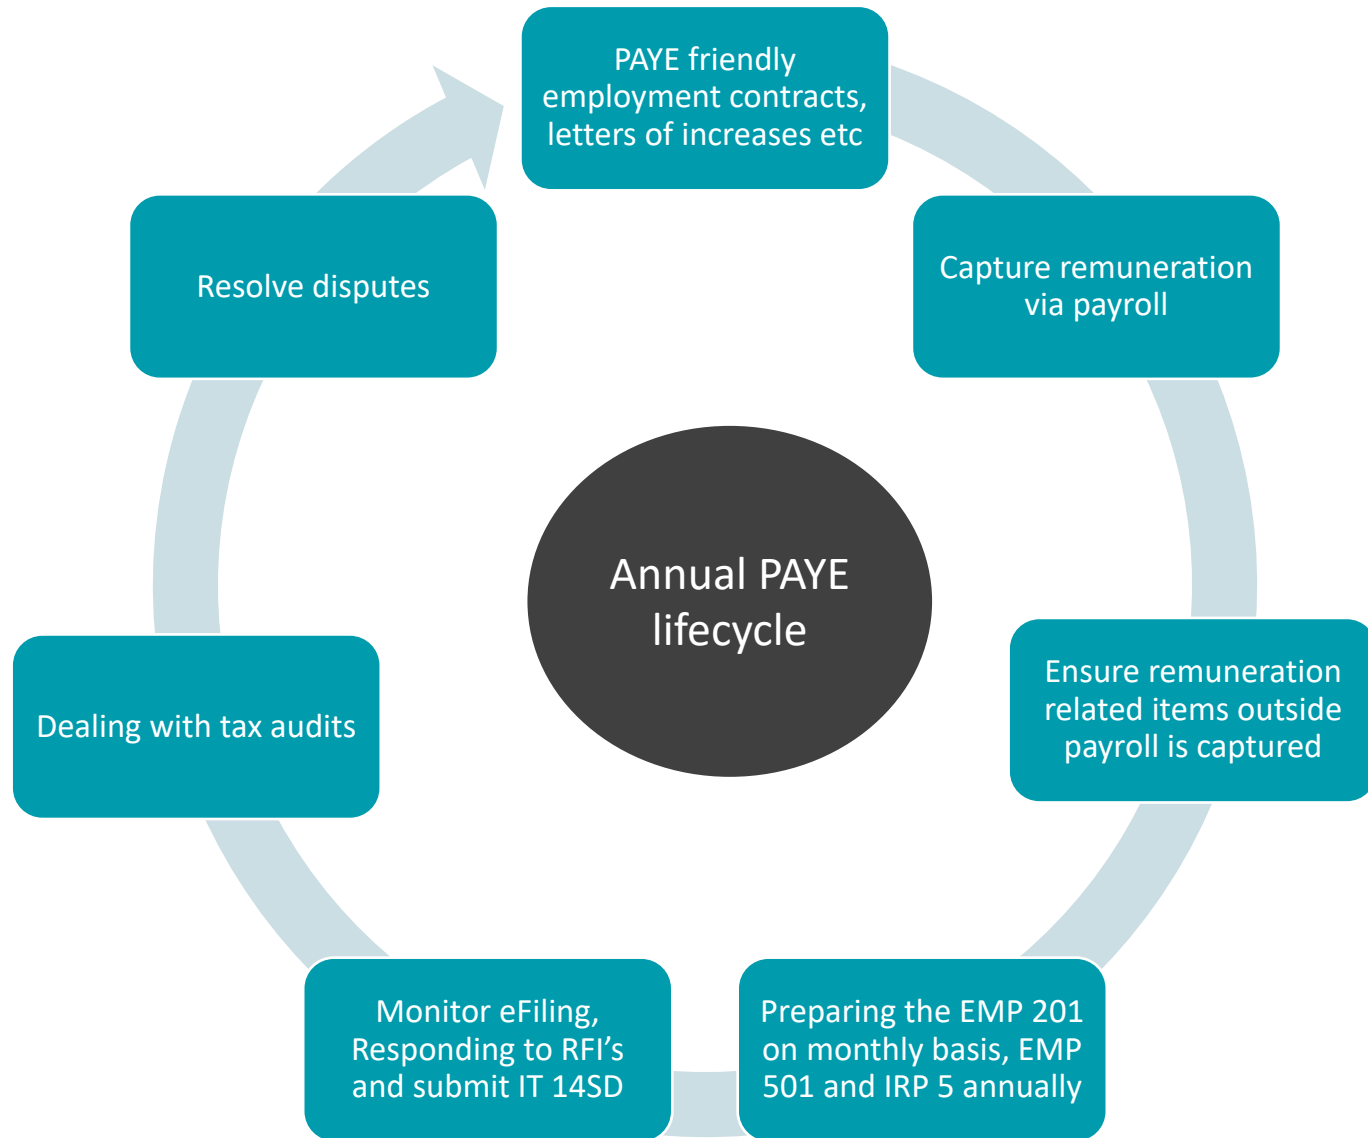 PAYE friendly
employment contracts,
letters of increases etc
Capture remuneration
via payroll
Ensure remuneration
related items outside
payroll is captured
Preparing the EMP 201
on monthly basis, EMP
501 and IRP 5 annually
Monitor eFiling,
Responding to RFI’s
and submit IT 14SD
Dealing with tax audits
Resolve disputes
Annual PAYE
lifecycle